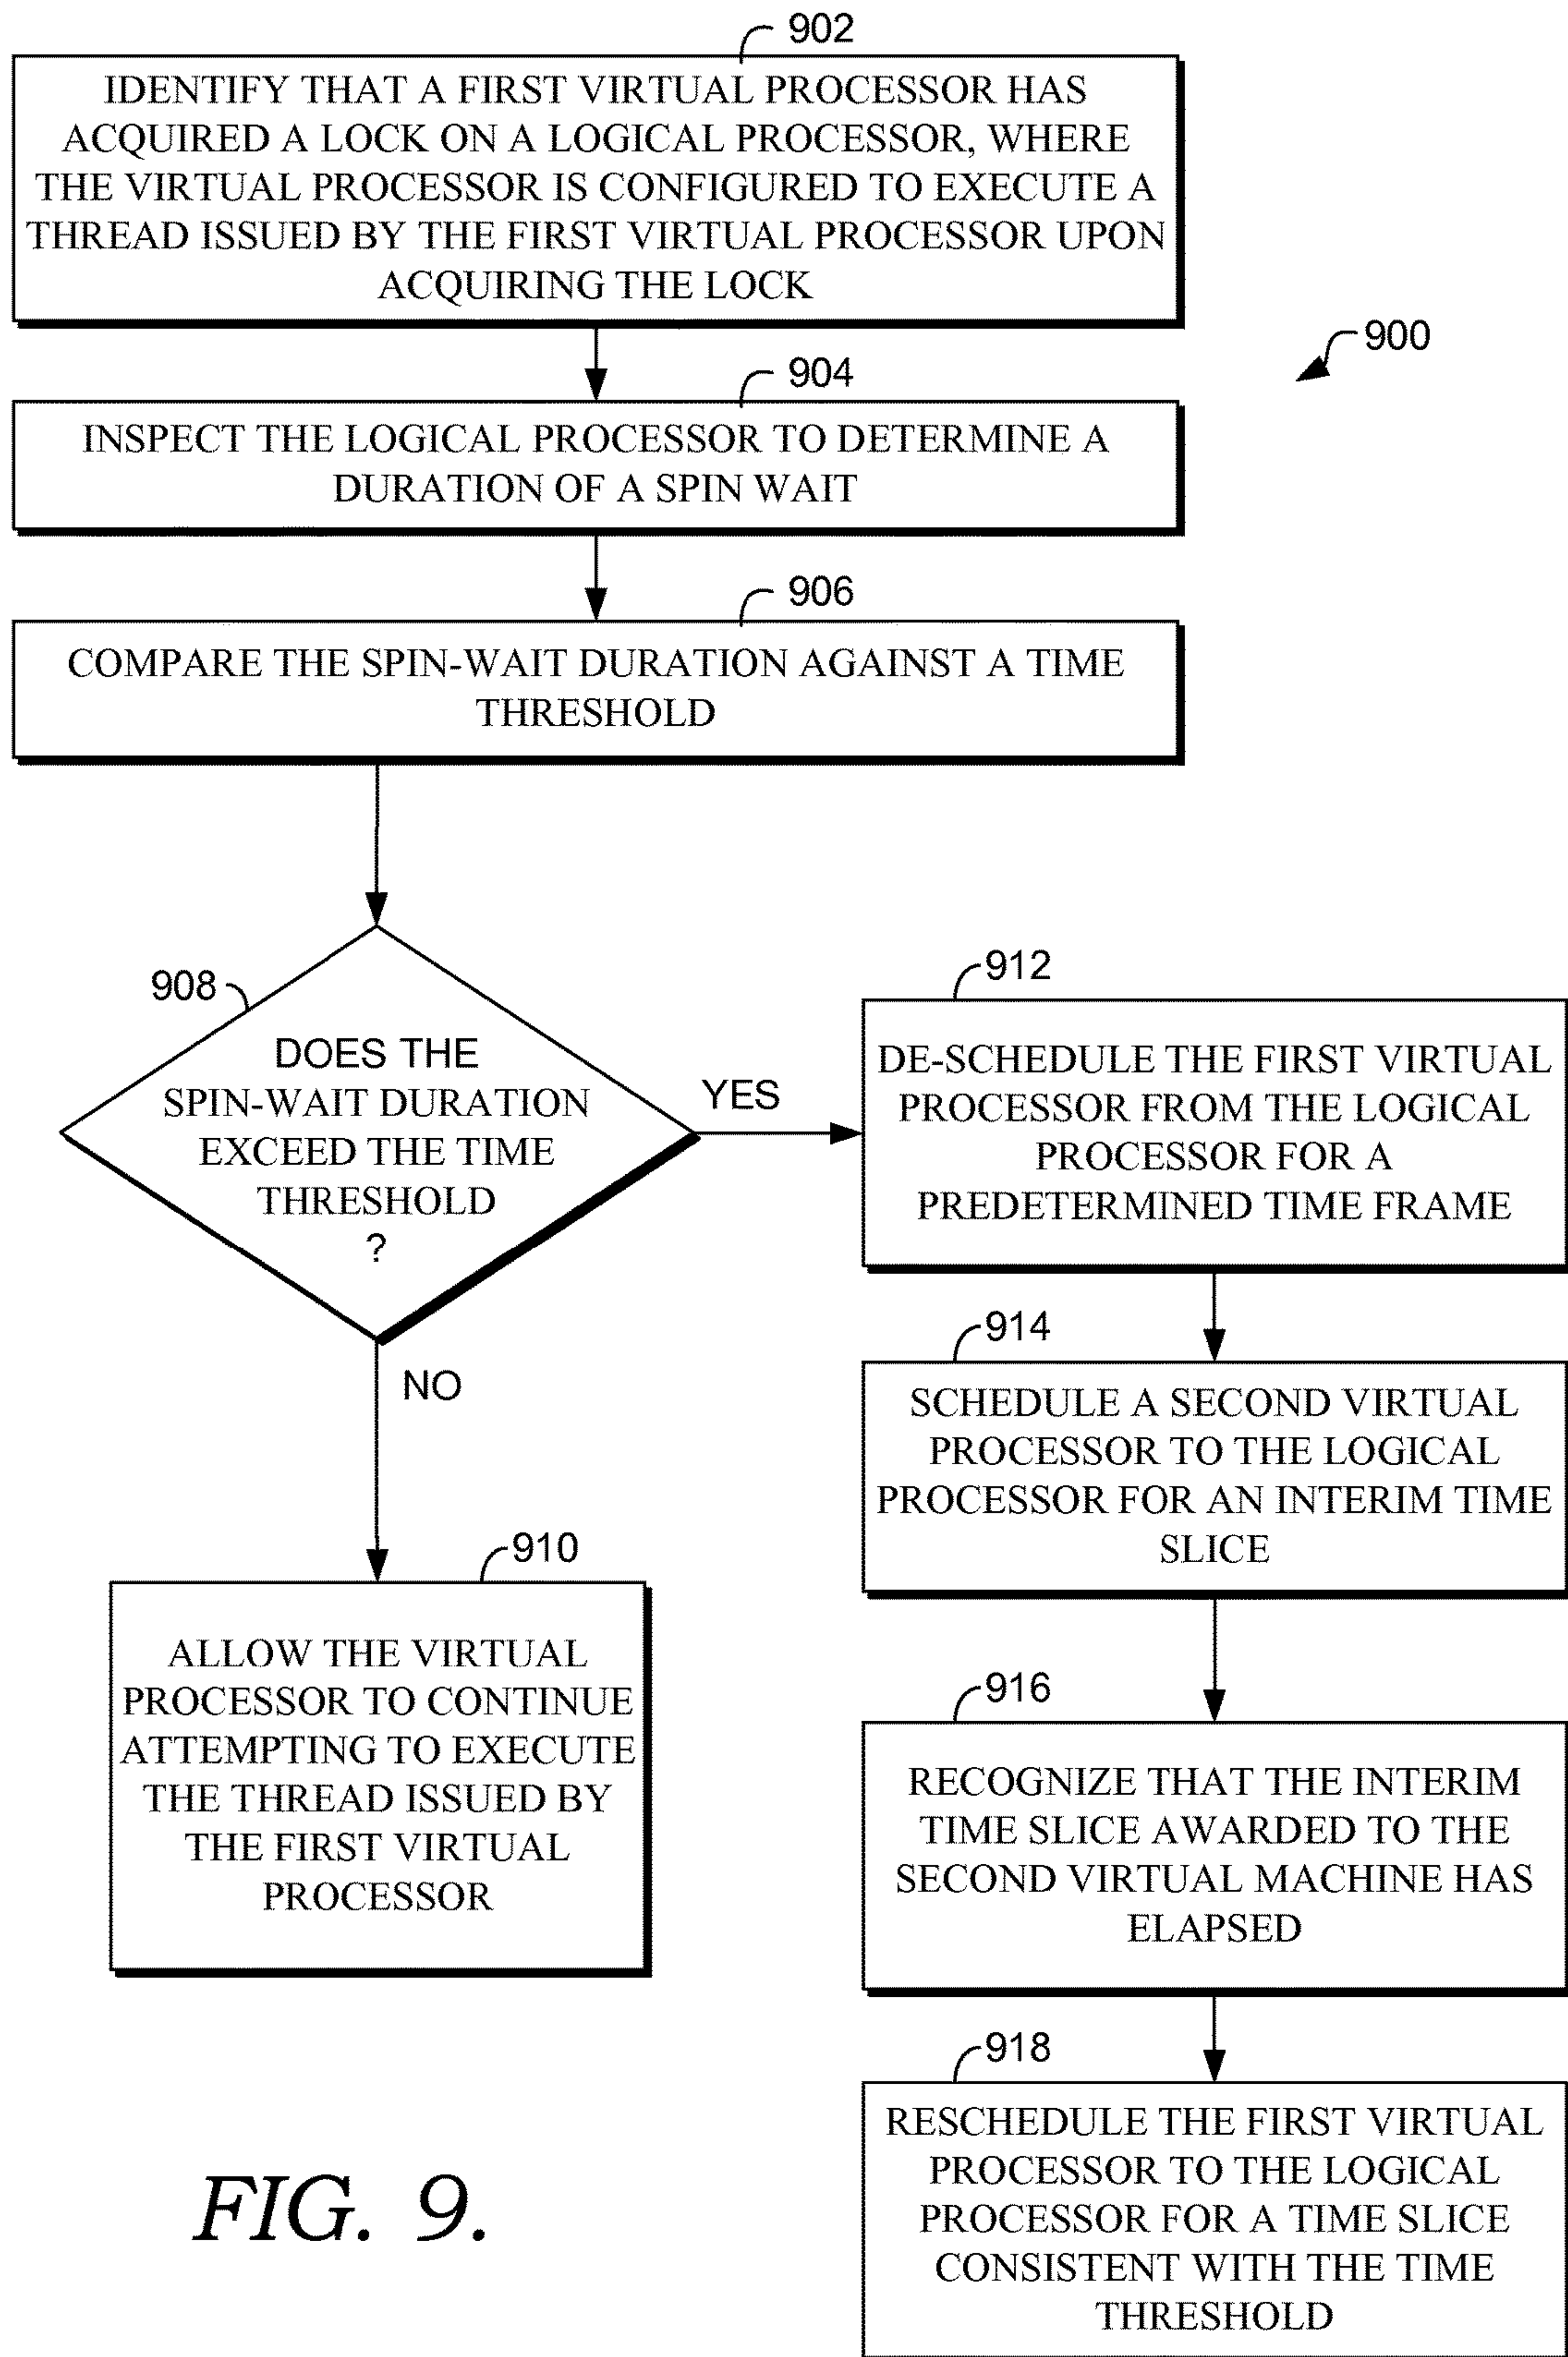 902
IDENTIFY THAT A FIRST VIRTUAL PROCESSOR HAS
ACQUIRED A LOCK ON A LOGICAL PROCESSOR, WHERE
THE VIRTUAL PROCESSOR IS CONFIGURED TO EXECUTE A
THREAD ISSUED BY THE FIRST VIRTUAL PROCESSOR UPON
ACQUIRING THE LOCK
900
904
INSPECT THE LOGICAL PROCESSOR TO DETERMINE A
DURATION OF A SPIN WAIT
906
COMPARE THE SPIN-WAIT DURATION AGAINST A TIME
THRESHOLD
908
DOES THE
SPIN-WAIT DURATION
EXCEED THE TIME
THRESHOLD
?
YES
NO
910
ALLOW THE VIRTUAL
PROCESSOR TO CONTINUE
ATTEMPTING TO EXECUTE
THE THREAD ISSUED BY
THE FIRST VIRTUAL
PROCESSOR
912
DE-SCHEDULE THE FIRST VIRTUAL
PROCESSOR FROM THE LOGICAL
PROCESSOR FOR A
PREDETERMINED TIME FRAME
914
SCHEDULE A SECOND VIRTUAL
PROCESSOR TO THE LOGICAL
PROCESSOR FOR AN INTERIM TIME
SLICE
916
RECOGNIZE THAT THE INTERIM
TIME SLICE AWARDED TO THE
SECOND VIRTUAL MACHINE HAS
ELAPSED
918
RESCHEDULE THE FIRST VIRTUAL
PROCESSOR TO THE LOGICAL
PROCESSOR FOR A TIME SLICE
CONSISTENT WITH THE TIME
THRESHOLD
FIG. 9.